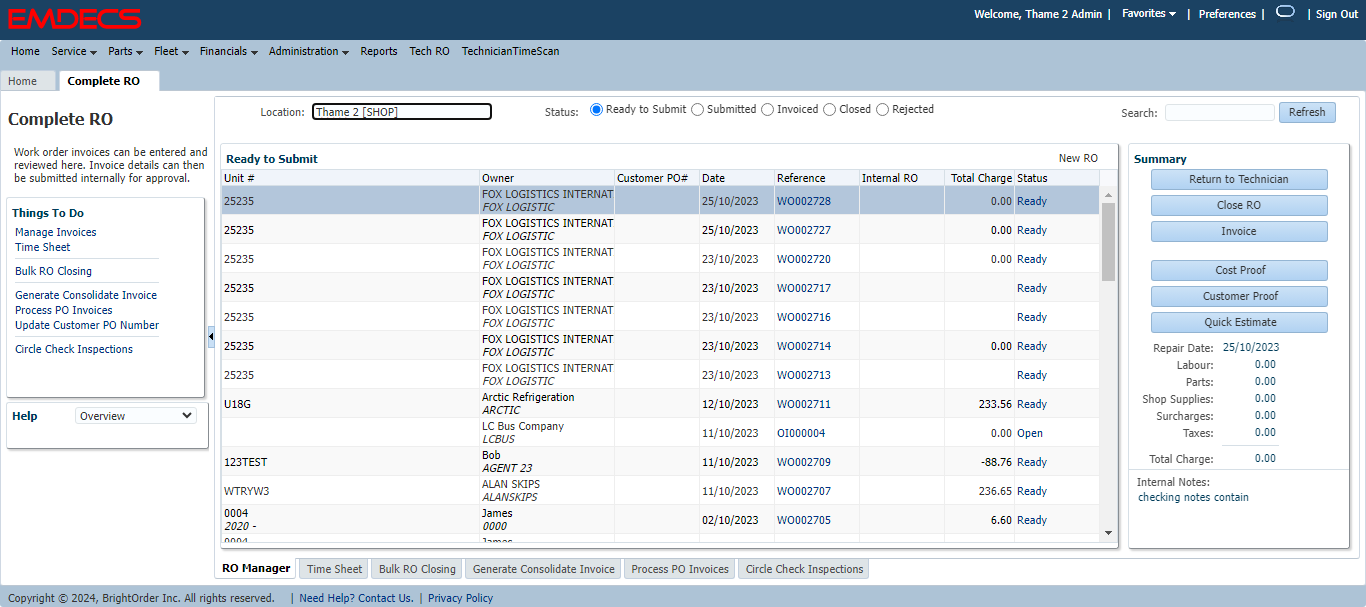 EMDECS
Welcome, Thame 2 Admin | Favorites | Preferences | | Sign Out
Home Service Parts Fleet Financials Administration Reports Tech RO TechnicianTimeScan
Home Complete RO
Complete RO
Work order invoices can be entered and
reviewed here. Invoice details can then
be submitted internally for approval.
Things To Do
Manage Invoices
Time Sheet
Bulk RO Closing
Generate Consolidate Invoice
Process PO Invoices
Update Customer PO Number
Circle Check Inspections
Help Overview
Location: Thame 2 [SHOP] Status: Ready to Submit Submitted Invoiced Closed Rejected Search: Refresh
Ready to Submit New RO
Unit # Owner Customer PO# Date Reference Internal RO Total Charge Status
25235 FOX LOGISTICS INTERNAT 25/10/2023 WO002728 0.00 Ready
FOX LOGISTIC
25235 FOX LOGISTICS INTERNAT 25/10/2023 WO002727 0.00 Ready
FOX LOGISTIC
25235 FOX LOGISTICS INTERNAT 23/10/2023 WO002720 0.00 Ready
FOX LOGISTIC
25235 FOX LOGISTICS INTERNAT 23/10/2023 WO002717 Ready
FOX LOGISTIC
25235 FOX LOGISTICS INTERNAT 23/10/2023 WO002716 Ready
FOX LOGISTIC
25235 FOX LOGISTICS INTERNAT 23/10/2023 WO002714 0.00 Ready
FOX LOGISTIC
25235 FOX LOGISTICS INTERNAT 23/10/2023 WO002713 Ready
FOX LOGISTIC
U18G Arctic Refrigeration 12/10/2023 WO002711 233.56 Ready
ARCTIC
LC Bus Company 11/10/2023 OI000004 0.00 Open
LCBUS
123TEST Bob 11/10/2023 WO002709 -88.76 Ready
AGENT 23
WTRYW3 ALAN SKIPS 11/10/2023 WO002707 236.65 Ready
ALANSKIPS
0004 James 02/10/2023 WO002705 6.60 Ready
2020 - 0000
0004 James
Summary
Return to Technician
Close RO
Invoice
Cost Proof
Customer Proof
Quick Estimate
Repair Date: 25/10/2023
Labour: 0.00
Parts: 0.00
Shop Supplies: 0.00
Surcharges: 0.00
Taxes: 0.00
Total Charge: 0.00
Internal Notes:
checking notes contain
RO Manager Time Sheet Bulk RO Closing Generate Consolidate Invoice Process PO Invoices Circle Check Inspections
Copyright © 2024, BrightOrder Inc. All rights reserved. | Need Help? Contact Us. | Privacy Policy